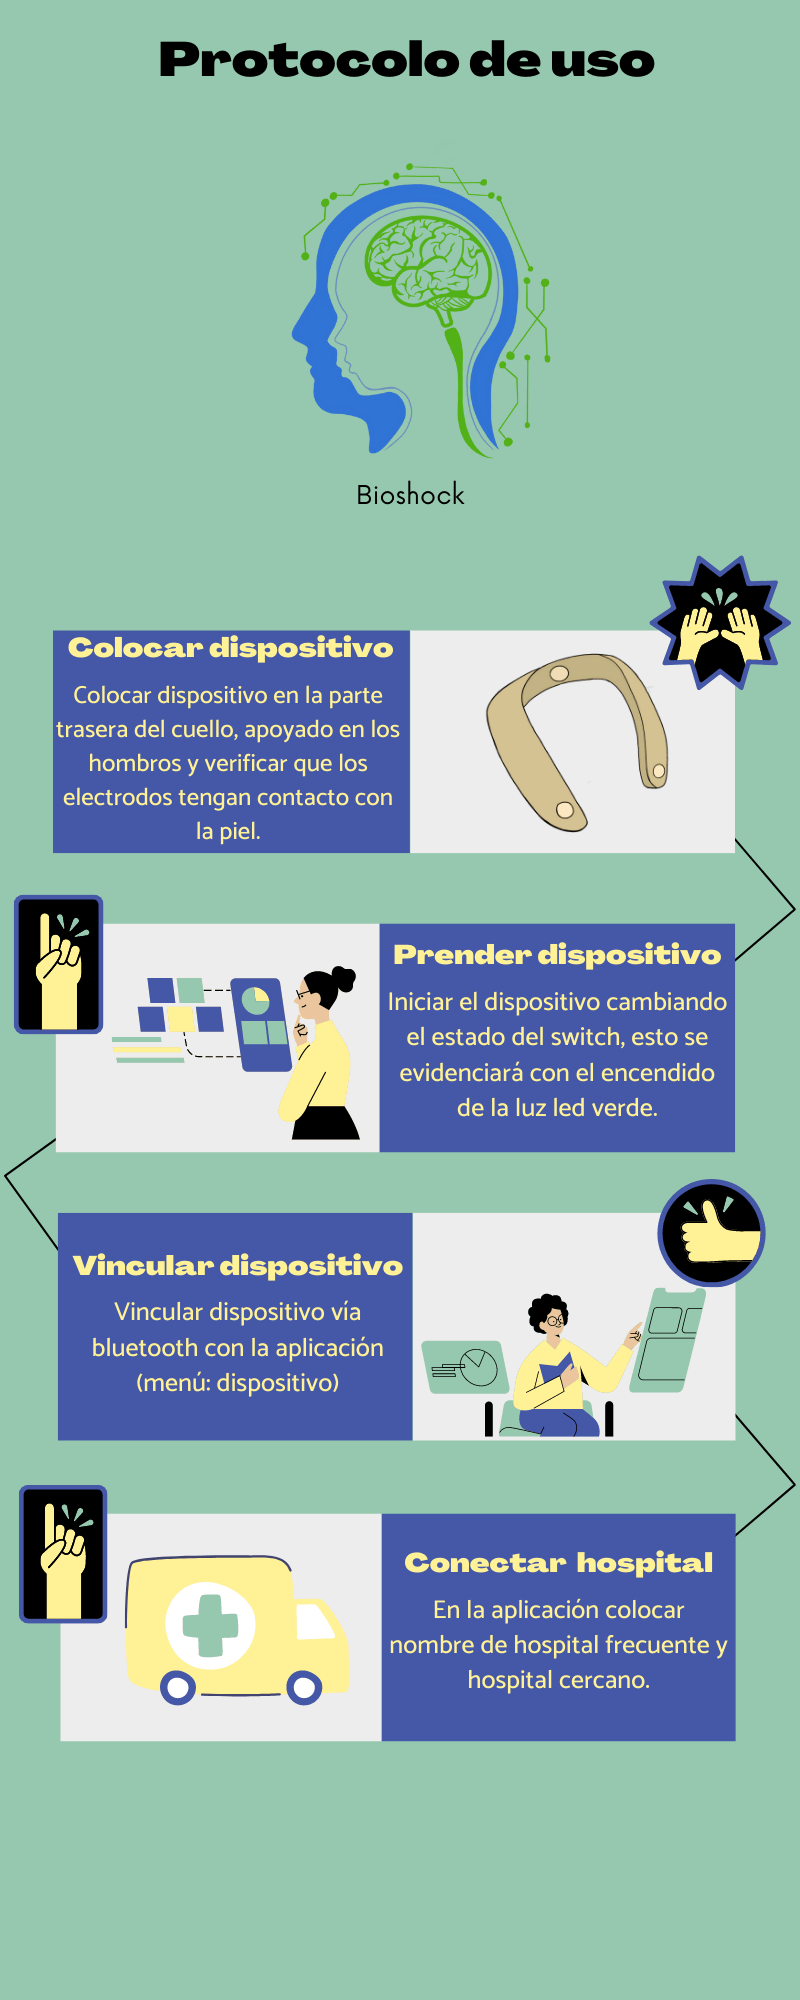 Protocolo de uso
Bioshock
Colocar dispositivo
Colocar dispositivo en la parte
trasera del cuello, apoyado en los
hombros y verificar que los
electrodos tengan contacto con
la piel.
Prender dispositivo
Iniciar el dispositivo cambiando
el estado del switch, esto se
evidenciará con el encendido
de la luz led verde.
Vincular dispositivo
Vincular dispositivo vía
bluetooth con la aplicación
(menú: dispositivo)
Conectar hospital
En la aplicación colocar
nombre de hospital frecuente y
hospital cercano.